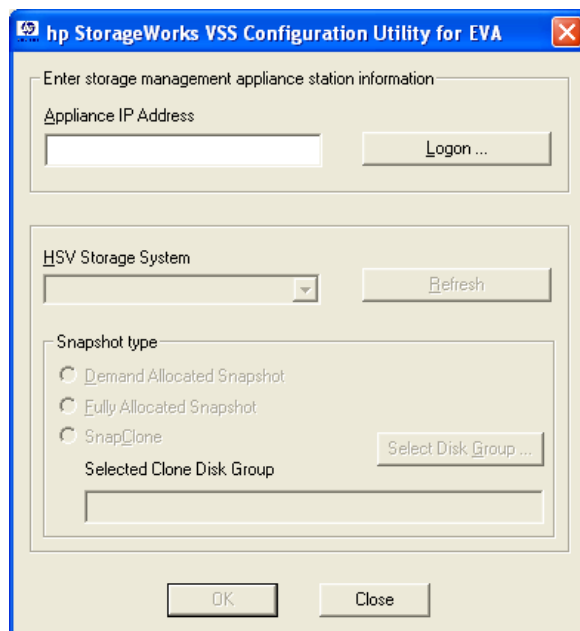 hp StorageWorks VSS Configuration Utility for EVA
Enter storage management appliance station information
Appliance IP Address
Logon ...
HSV Storage System
Refresh
Snapshot type
Demand Allocated Snapshot
Fully Allocated Snapshot
SnapClone
Select Disk Group ...
Selected Clone Disk Group
OK
Close